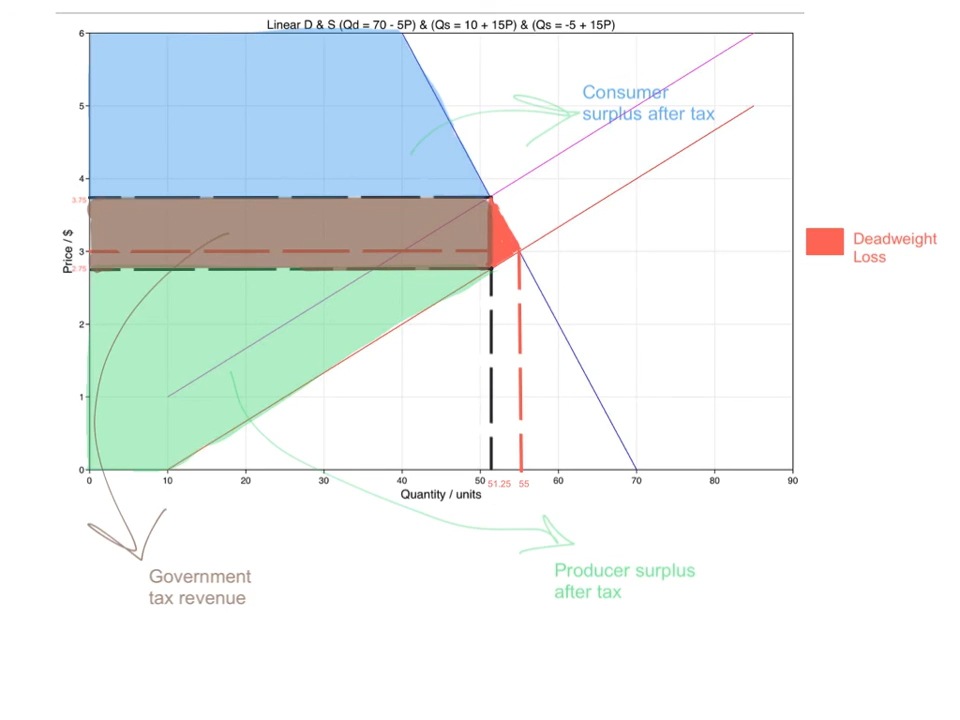 Linear D & S (Qd = 70 - 5P) & (Qs = 10 + 15P) & (Qs = -5 + 15P)
6
5
4
3.75
3
2.75
2
1
0
Price / $
0 10 20 30 40 50 51.25 55 60 70 80 90
Quantity / units
Consumer
surplus after tax
Deadweight
Loss
Government
tax revenue
Producer surplus
after tax